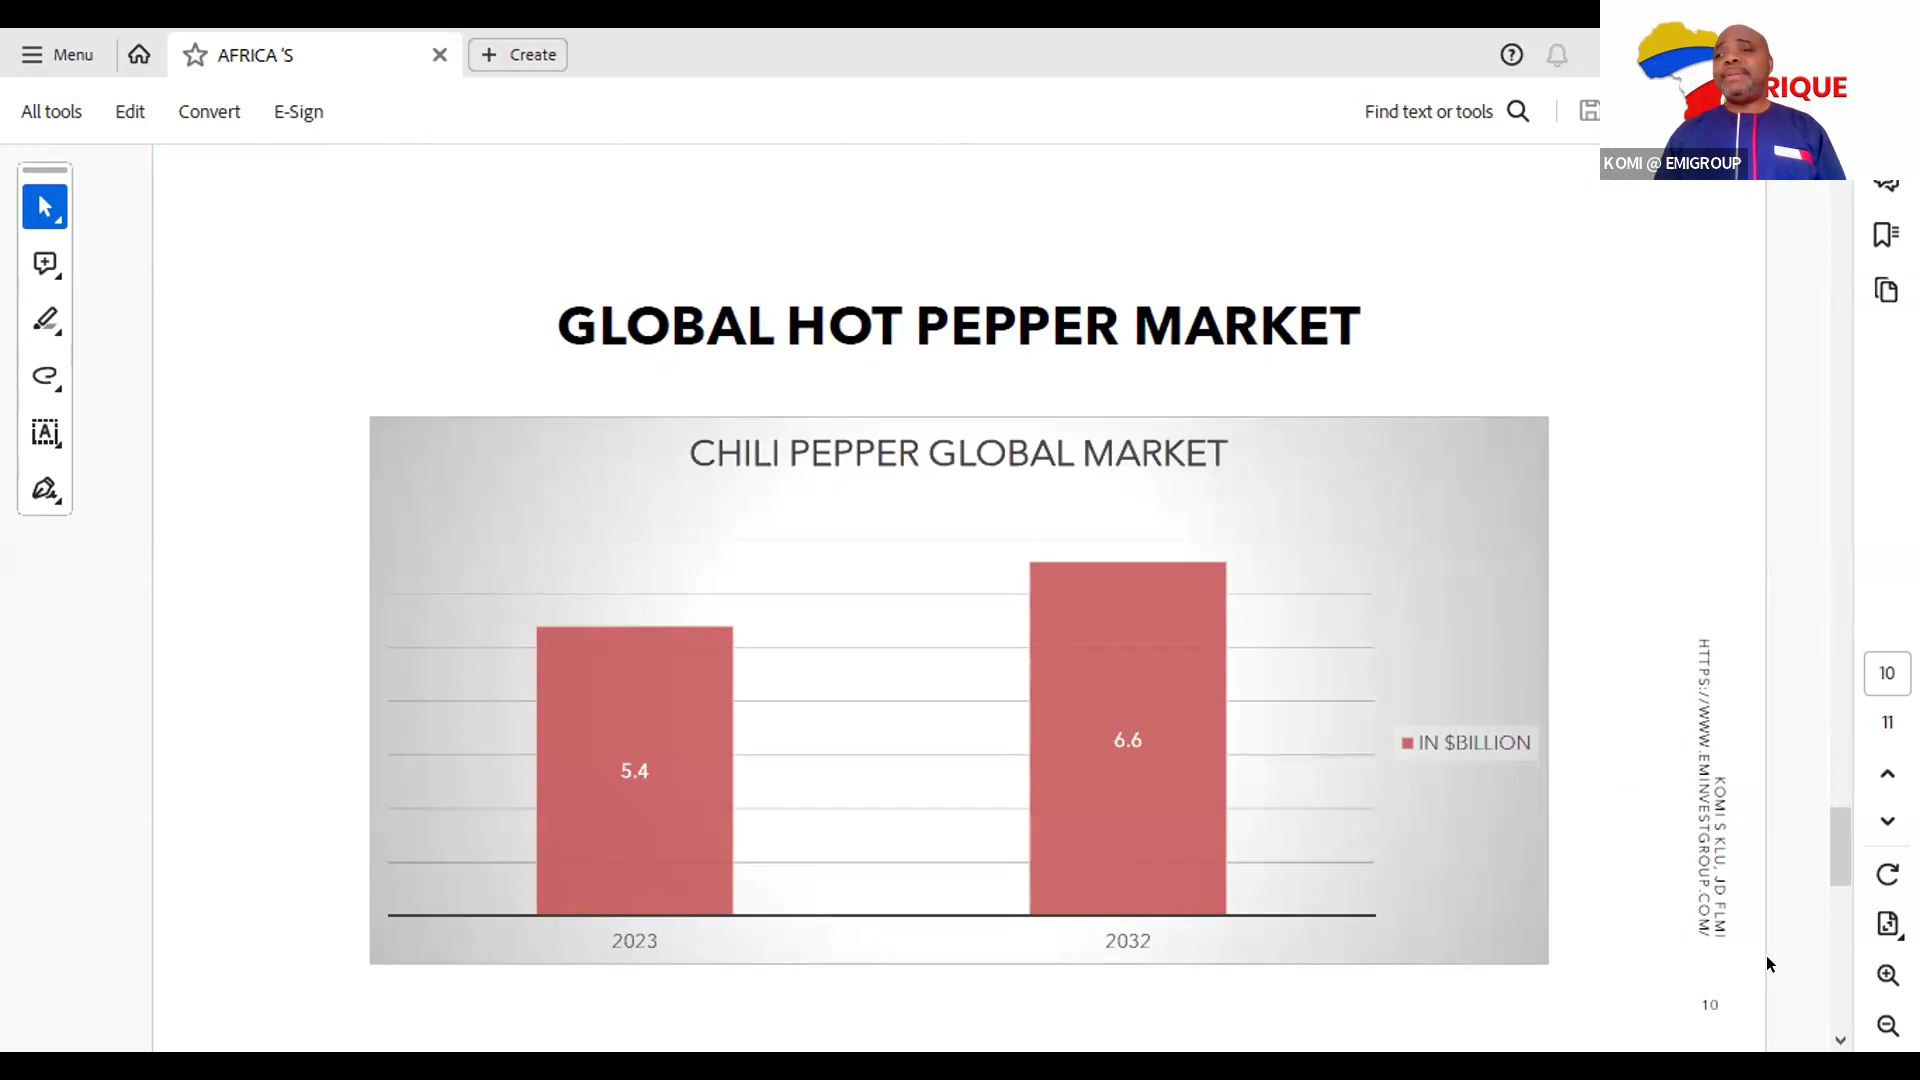 Menu
AFRICA 'S
Create
All tools
Edit
Convert
E-Sign
Find text or tools
RIQUE
KOMI @ EMIGROUP
GLOBAL HOT PEPPER MARKET
CHILI PEPPER GLOBAL MARKET
5.4
6.6
IN $BILLION
2023
2032
KOMI S KLU, JD FLMI
HTTPS://WWW.EMINVESTGROUP.COM/
10
10
11